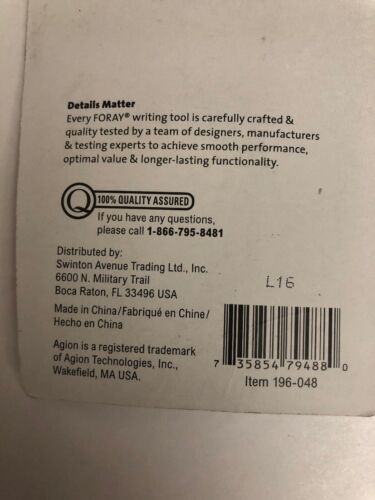 Details Matter
Every FORAY® writing tool is carefully crafted &
quality tested by a team of designers, manufacturers
& testing experts to achieve smooth performance,
optimal value & longer-lasting functionality.
Q 100% QUALITY ASSURED
If you have any questions,
please call 1-866-795-8481
Distributed by:
Swinton Avenue Trading Ltd., Inc.
6600 N. Military Trail
Boca Raton, FL 33496 USA
L16
Made in China/Fabriqué en Chine/
Hecho en China
Agion is a registered trademark
of Agion Technologies, Inc.,
Wakefield, MA USA.
7 35854 79488 0
Item 196-048